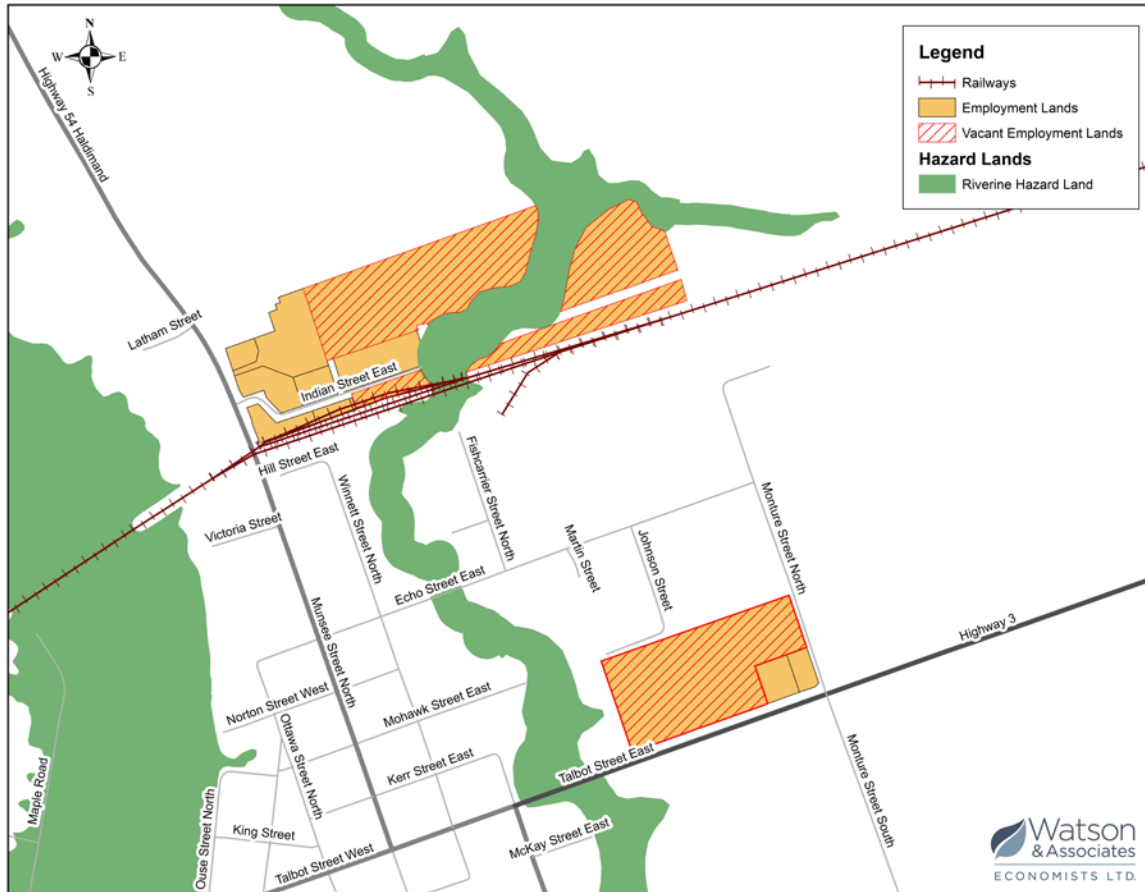 N
W
E
S
Highway 54 Haldimand
Legend
Railways
Employment Lands
Vacant Employment Lands
Hazard Lands
Riverine Hazard Land
Latham Street
Indian Street East
Hill Street East
Victoria Street
Winnett Street North
Fishcarrier Street North
Martin Street
Johnson Street
Monture Street North
Echo Street East
Munsee Street North
Highway 3
Norton Street West
Ottawa Street North
Mohawk Street East
Kerr Street East
Talbot Street East
Maple Road
Ouse Street North
King Street
Talbot Street West
McKay Street East
Monture Street South
Watson
& Associates
ECONOMISTS LTD.